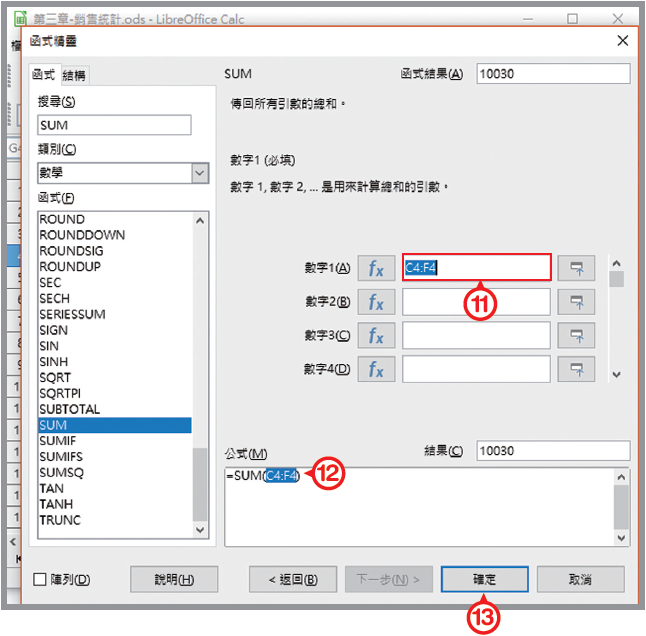 第三章-銷售統計.ods - LibreOffice Calc
函式精靈
函式 結構
搜尋(S)
SUM
類別(C)
數學
函式(F)
ROUND
ROUNDDOWN
ROUNDSIG
ROUNDUP
SEC
SECH
SERIESSUM
SIGN
SIN
SINH
SQRT
SQRTPI
SUBTOTAL
SUM
SUMIF
SUMIFS
SUMSQ
TAN
TANH
TRUNC
SUM
函式結果(A) 10030
傳回所有引數的總和。
數字1 (必填)
數字 1, 數字 2, ... 是用來計算總和的引數。
數字1(A) fx C4:F4
11
數字2(B) fx
數字3(C) fx
數字4(D) fx
公式(M)
結果(C) 10030
=SUM(C4:F4)
12
陣列(D) 說明(H) < 返回(B) 下一步(N) > 確定 取消
13